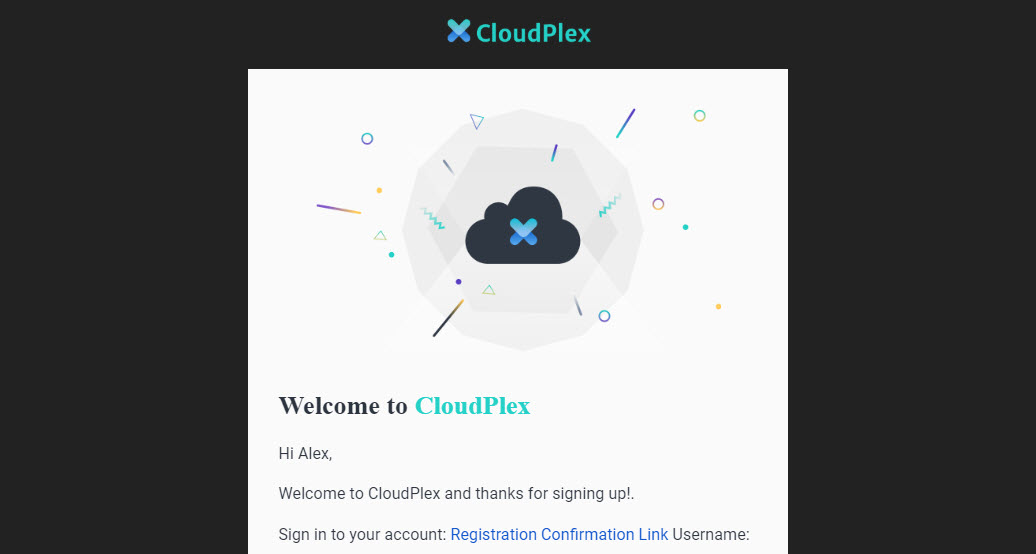 CloudPlex
Welcome to CloudPlex
Hi Alex,
Welcome to CloudPlex and thanks for signing up!.
Sign in to your account: Registration Confirmation Link Username: